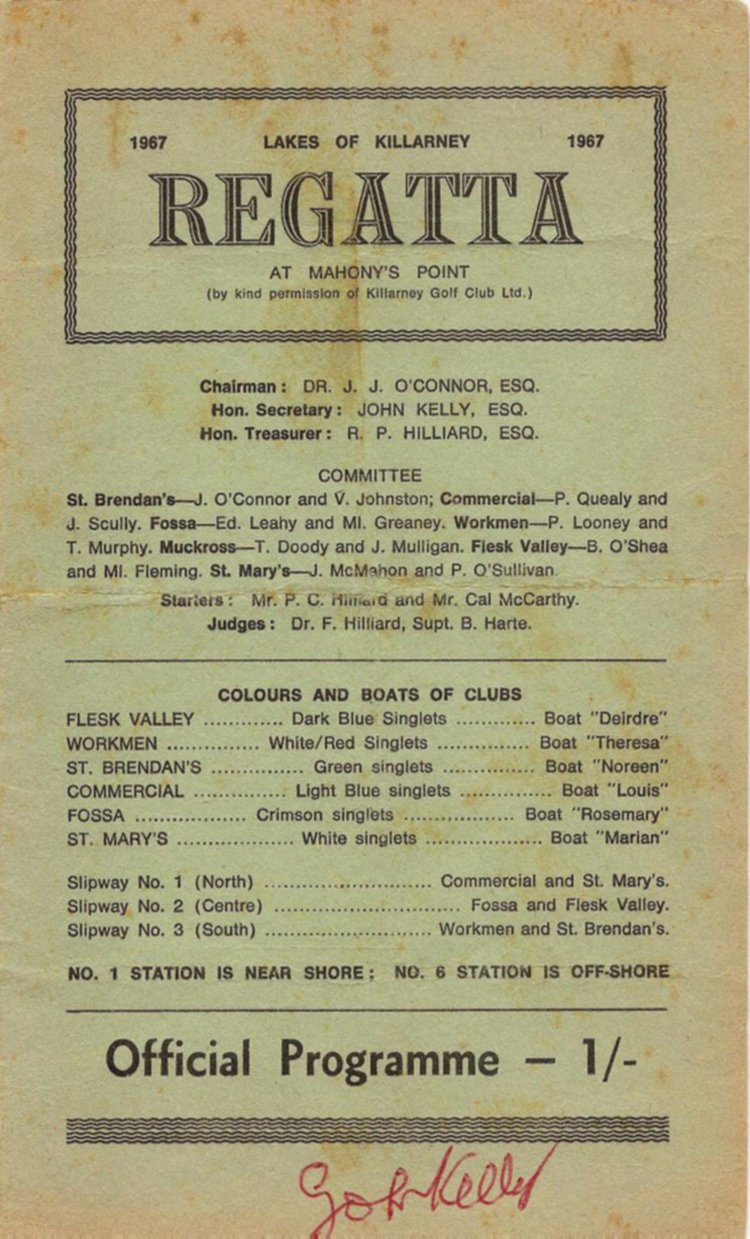 1967 LAKES OF KILLARNEY 1967
REGATTA
AT MAHONY'S POINT
(by kind permission of Killarney Golf Club Ltd.)
Chairman : DR. J. J. O'CONNOR, ESQ.
Hon. Secretary : JOHN KELLY, ESQ.
Hon. Treasurer : R. P. HILLIARD, ESQ.
COMMITTEE
St. Brendan's—J. O'Connor and V. Johnston; Commercial—P. Quealy and
J. Scully. Fossa—Ed. Leahy and Ml. Greaney. Workmen—P. Looney and
T. Murphy. Muckross—T. Doody and J. Mulligan. Flesk Valley—B. O'Shea
and Ml. Fleming. St. Mary's—J. McMahon and P. O'Sullivan.
Starters : Mr. P. C. Hilliard and Mr. Cal McCarthy.
Judges : Dr. F. Hilliard, Supt. B. Harte.
COLOURS AND BOATS OF CLUBS
FLESK VALLEY ............. Dark Blue Singlets ............. Boat "Deirdre"
WORKMEN ............... White/Red Singlets ............... Boat "Theresa"
ST. BRENDAN'S ............... Green singlets ............... Boat "Noreen"
COMMERCIAL ............... Light Blue singlets ............... Boat "Louis"
FOSSA .................. Crimson singlets .................. Boat "Rosemary"
ST. MARY'S ................... White singlets ................... Boat "Marian"
Slipway No. 1 (North) ........................... Commercial and St. Mary's.
Slipway No. 2 (Centre) .............................. Fossa and Flesk Valley.
Slipway No. 3 (South) ........................... Workmen and St. Brendan's.
NO. 1 STATION IS NEAR SHORE : NO. 6 STATION IS OFF-SHORE
Official Programme — 1/-
John Kelly